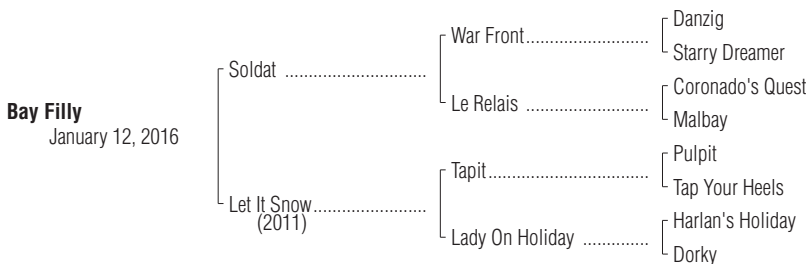 Danzig
War Front..............................
Starry Dreamer
Soldat ..................................
Coronado's Quest
Le Relais ..............................
Malbay
Bay Filly
January 12, 2016
Pulpit
Tapit......................................
Tap Your Heels
Let It Snow...........................
(2011)
Harlan's Holiday
Lady On Holiday ................
Dorky